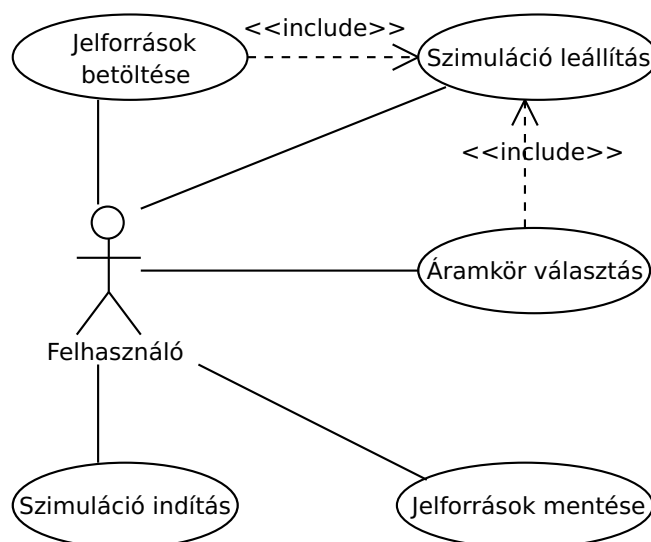 Jelforrások
betöltése
<<include>>
Szimuláció leállítás
<<include>>
Áramkör választás
Felhasználó
Szimuláció indítás
Jelforrások mentése